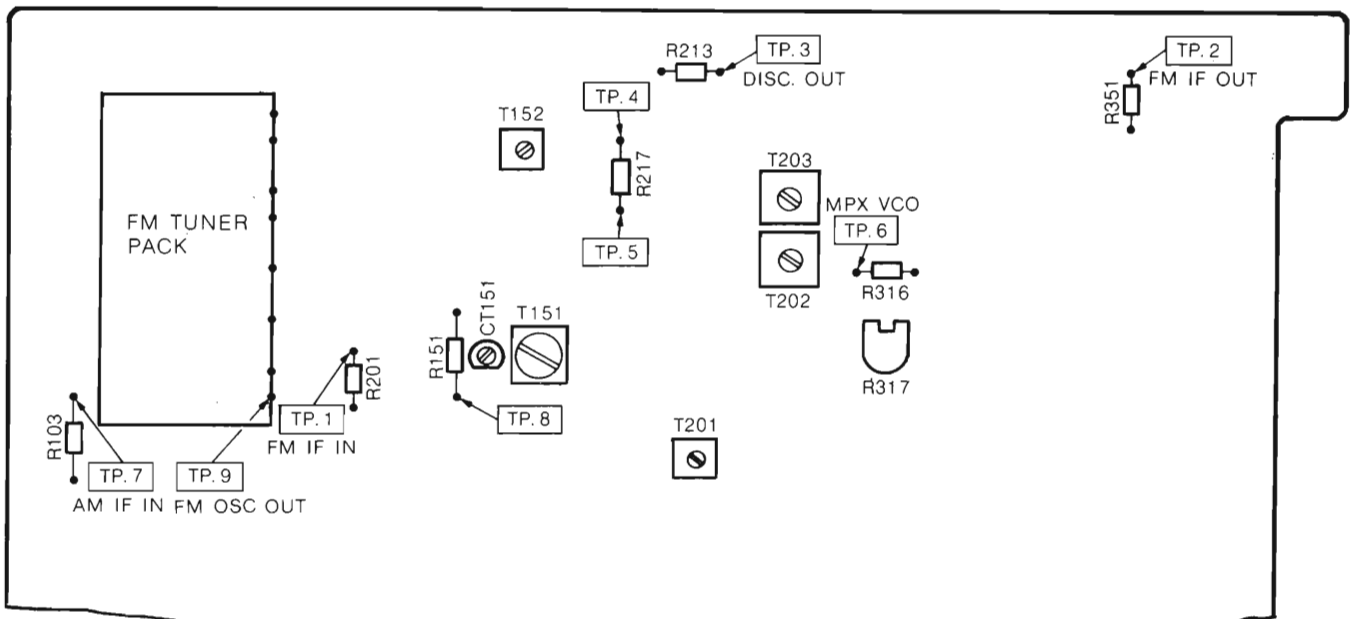 R213
TP. 3
DISC. OUT
TP. 2
FM IF OUT
R351
TP. 4
T152
R217
TP. 5
T203
MPX VCO
TP. 6
T202
R316
R317
FM TUNER
PACK
CT151
T151
R151
TP. 8
R201
TP. 1
FM IF IN
R103
TP. 7
AM IF IN
TP. 9
FM OSC OUT
T201